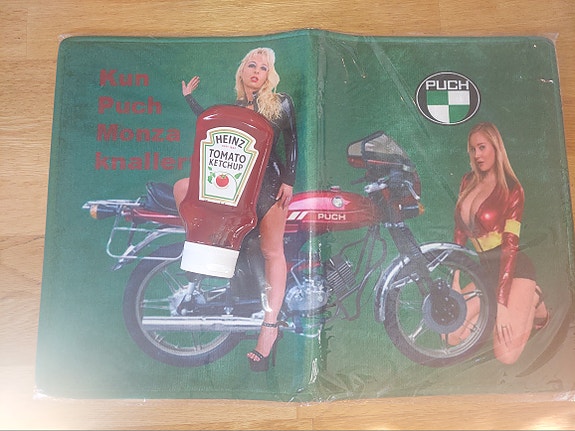 Kun
Puch
Monza
knaller
PUCH
HEINZ
TOMATO
KETCHUP
PUCH